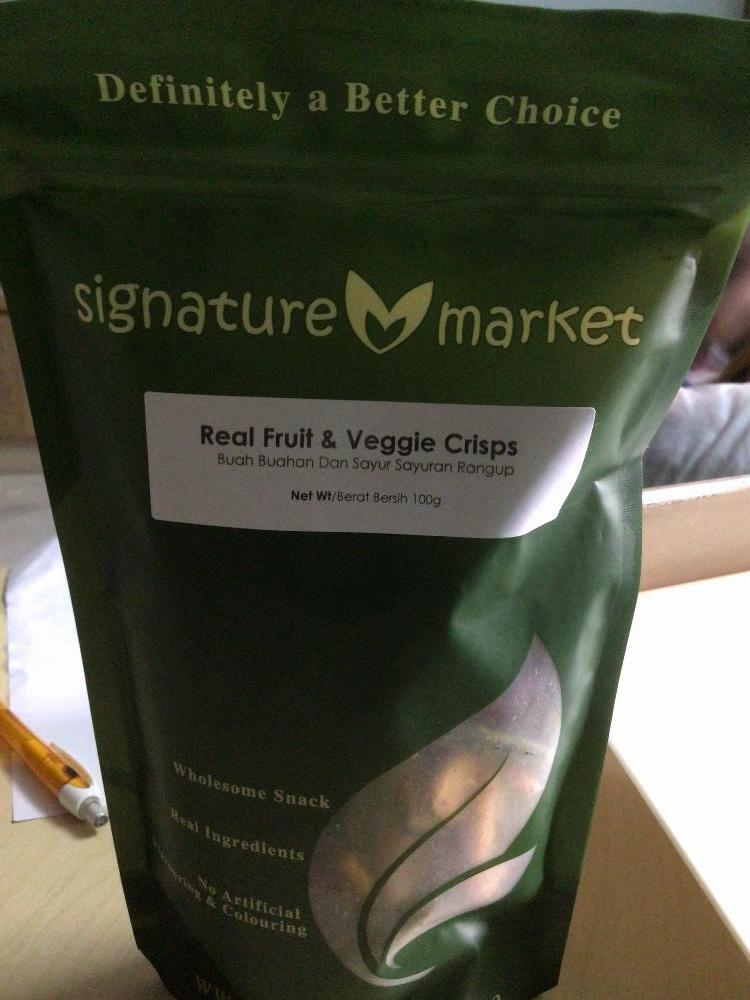 Definitely a Better Choice
signature market
Real Fruit & Veggie Crisps
Buah Buahan Dan Sayur Sayuran Rangup
Net Wt/Berat Bersih 100g
Wholesome Snack
Real Ingredients
No Artificial
& Colouring